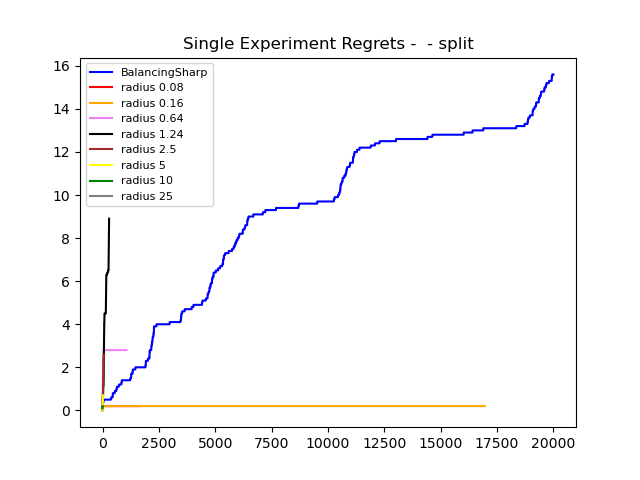 Single Experiment Regrets -  - split
16
14
12
10
8
6
4
2
0
BalancingSharp
radius 0.08
radius 0.16
radius 0.64
radius 1.24
radius 2.5
radius 5
radius 10
radius 25
0 2500 5000 7500 10000 12500 15000 17500 20000